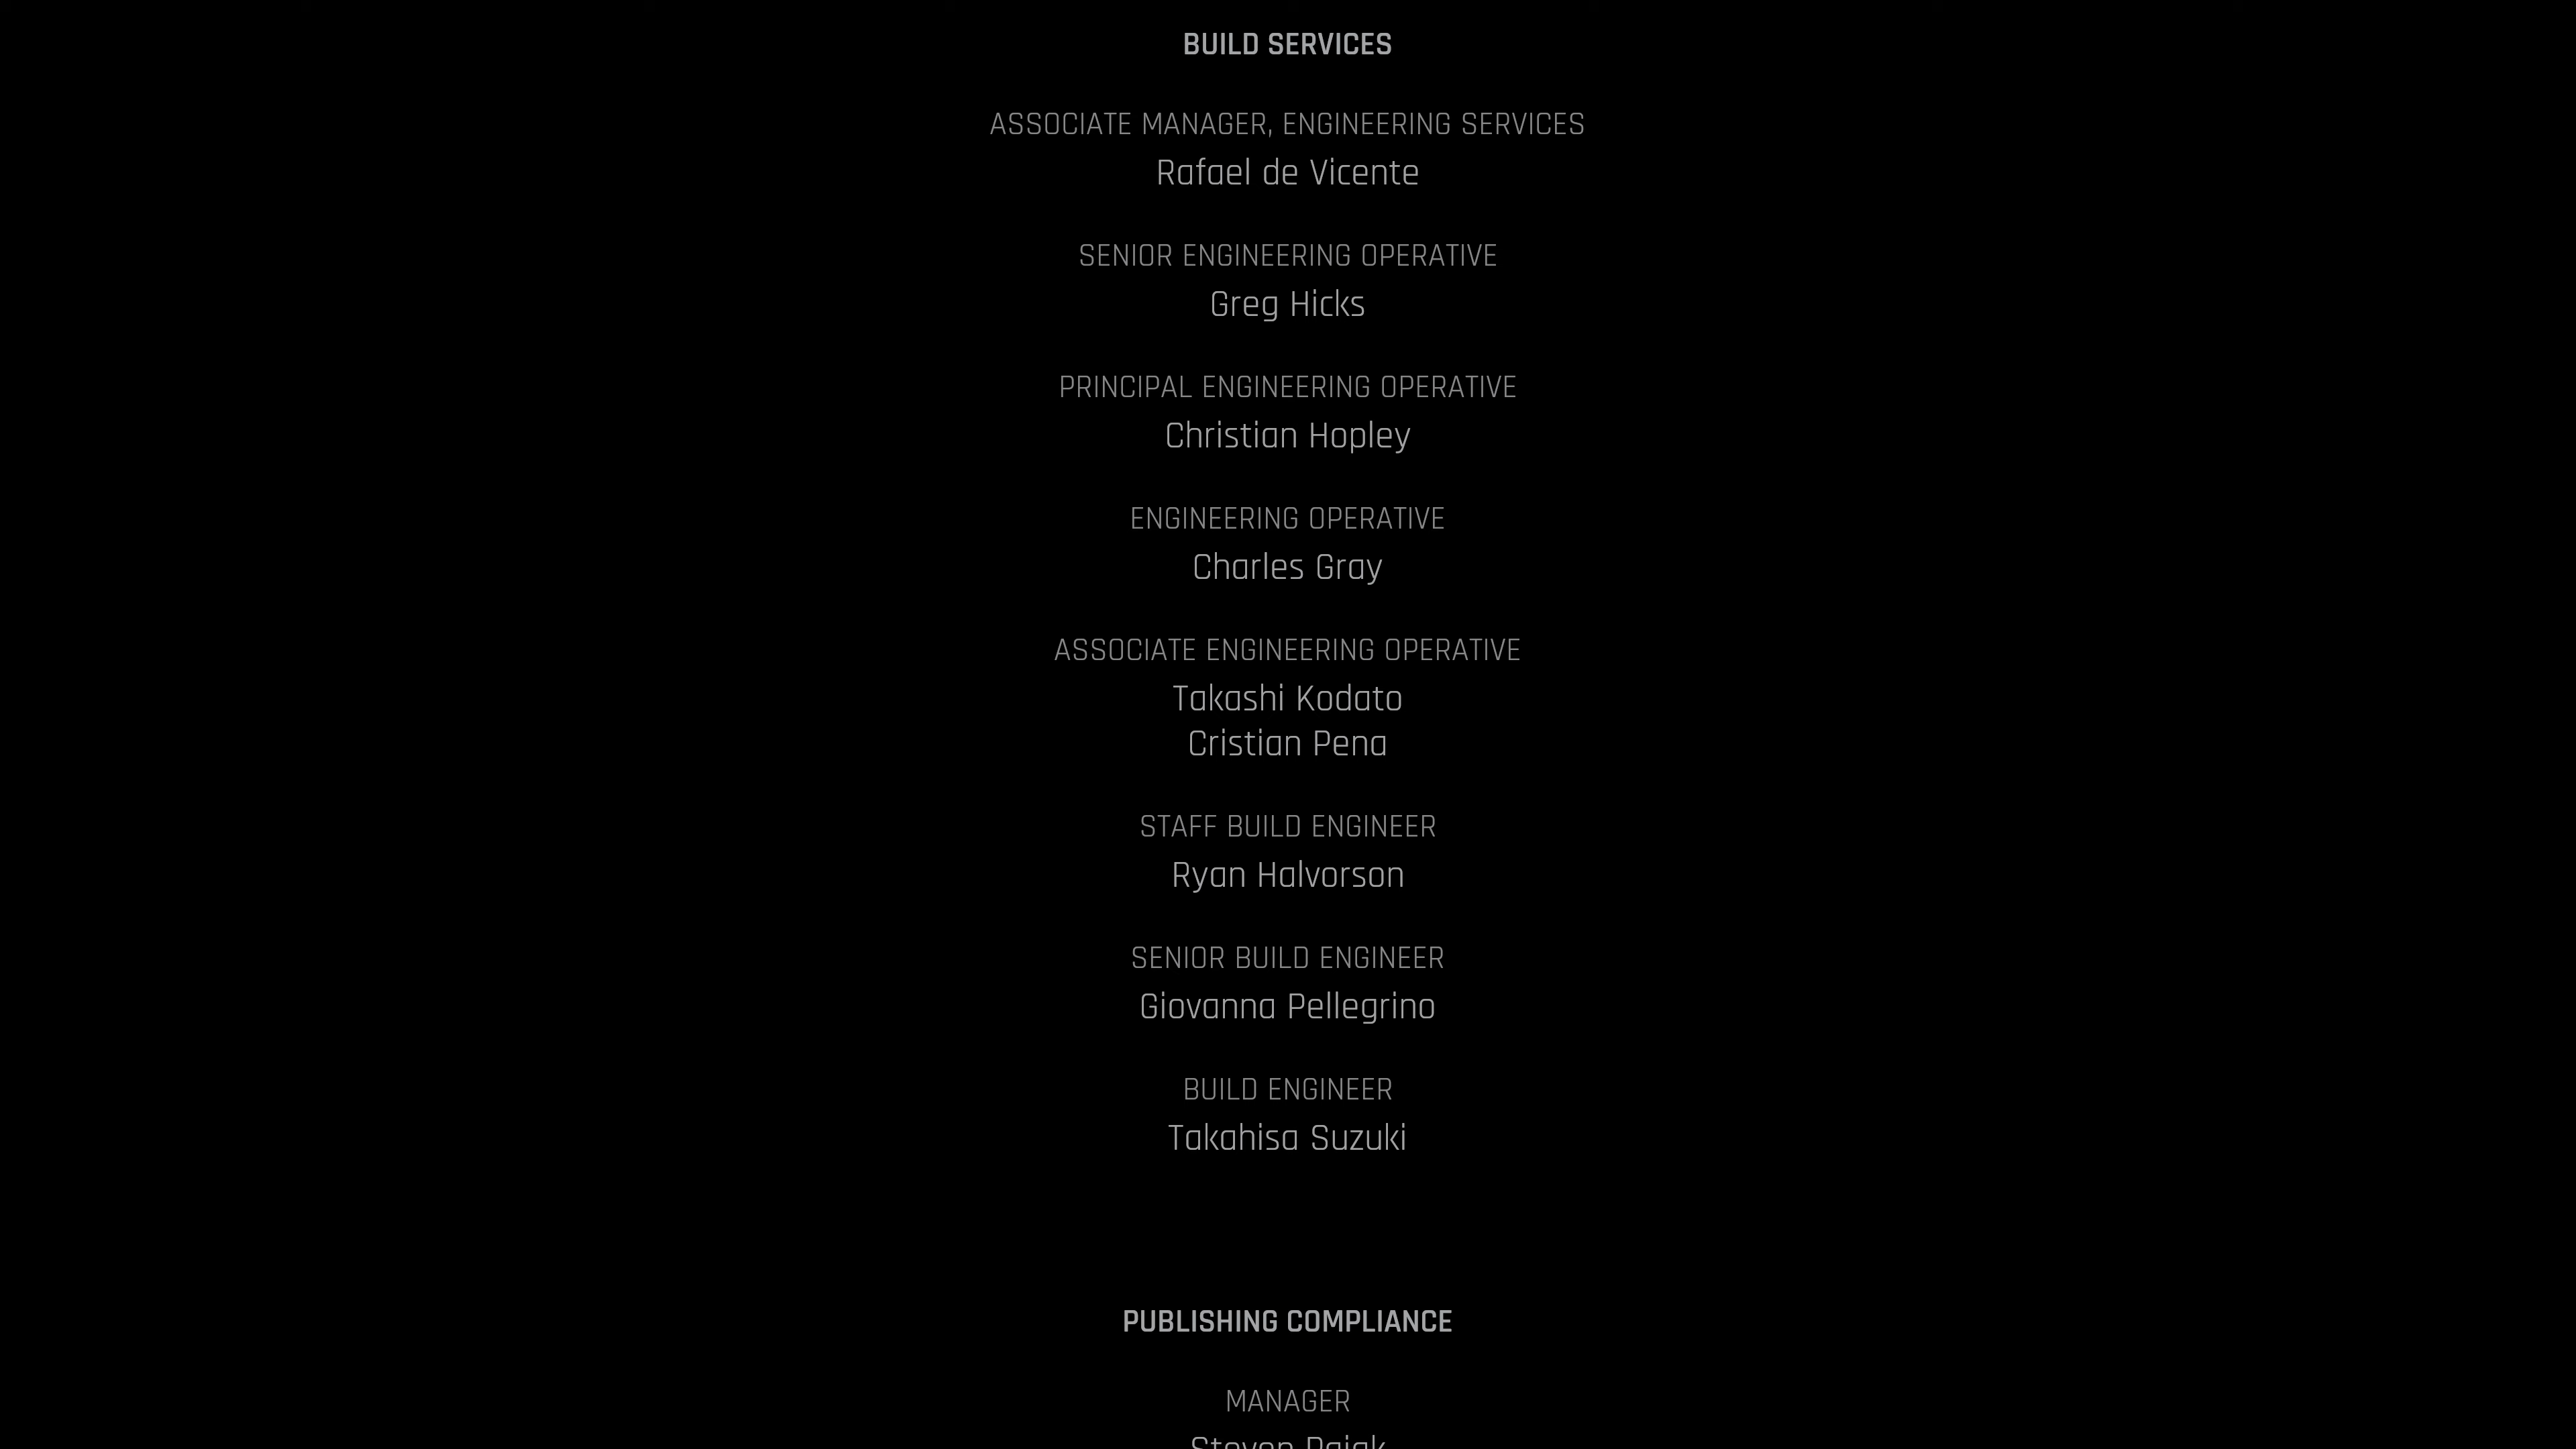 BUILD SERVICES
ASSOCIATE MANAGER, ENGINEERING SERVICES
Rafael de Vicente
SENIOR ENGINEERING OPERATIVE
Greg Hicks
PRINCIPAL ENGINEERING OPERATIVE
Christian Hopley
ENGINEERING OPERATIVE
Charles Gray
ASSOCIATE ENGINEERING OPERATIVE
Takashi Kodato
Cristian Pena
STAFF BUILD ENGINEER
Ryan Halvorson
SENIOR BUILD ENGINEER
Giovanna Pellegrino
BUILD ENGINEER
Takahisa Suzuki
PUBLISHING COMPLIANCE
MANAGER
Steven